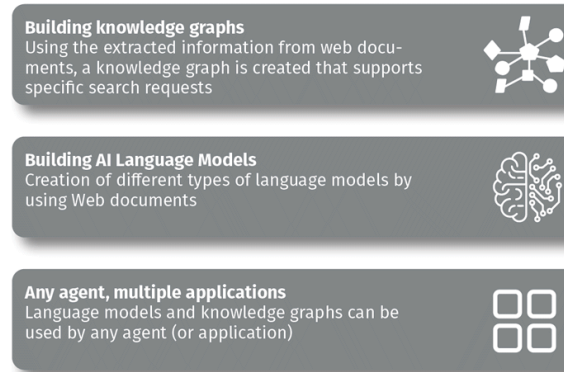 Building knowledge graphs
Using the extracted information from web docu-
ments, a knowledge graph is created that supports
specific search requests
Building AI Language Models
Creation of different types of language models by
using Web documents
Any agent, multiple applications
Language models and knowledge graphs can be
used by any agent (or application)